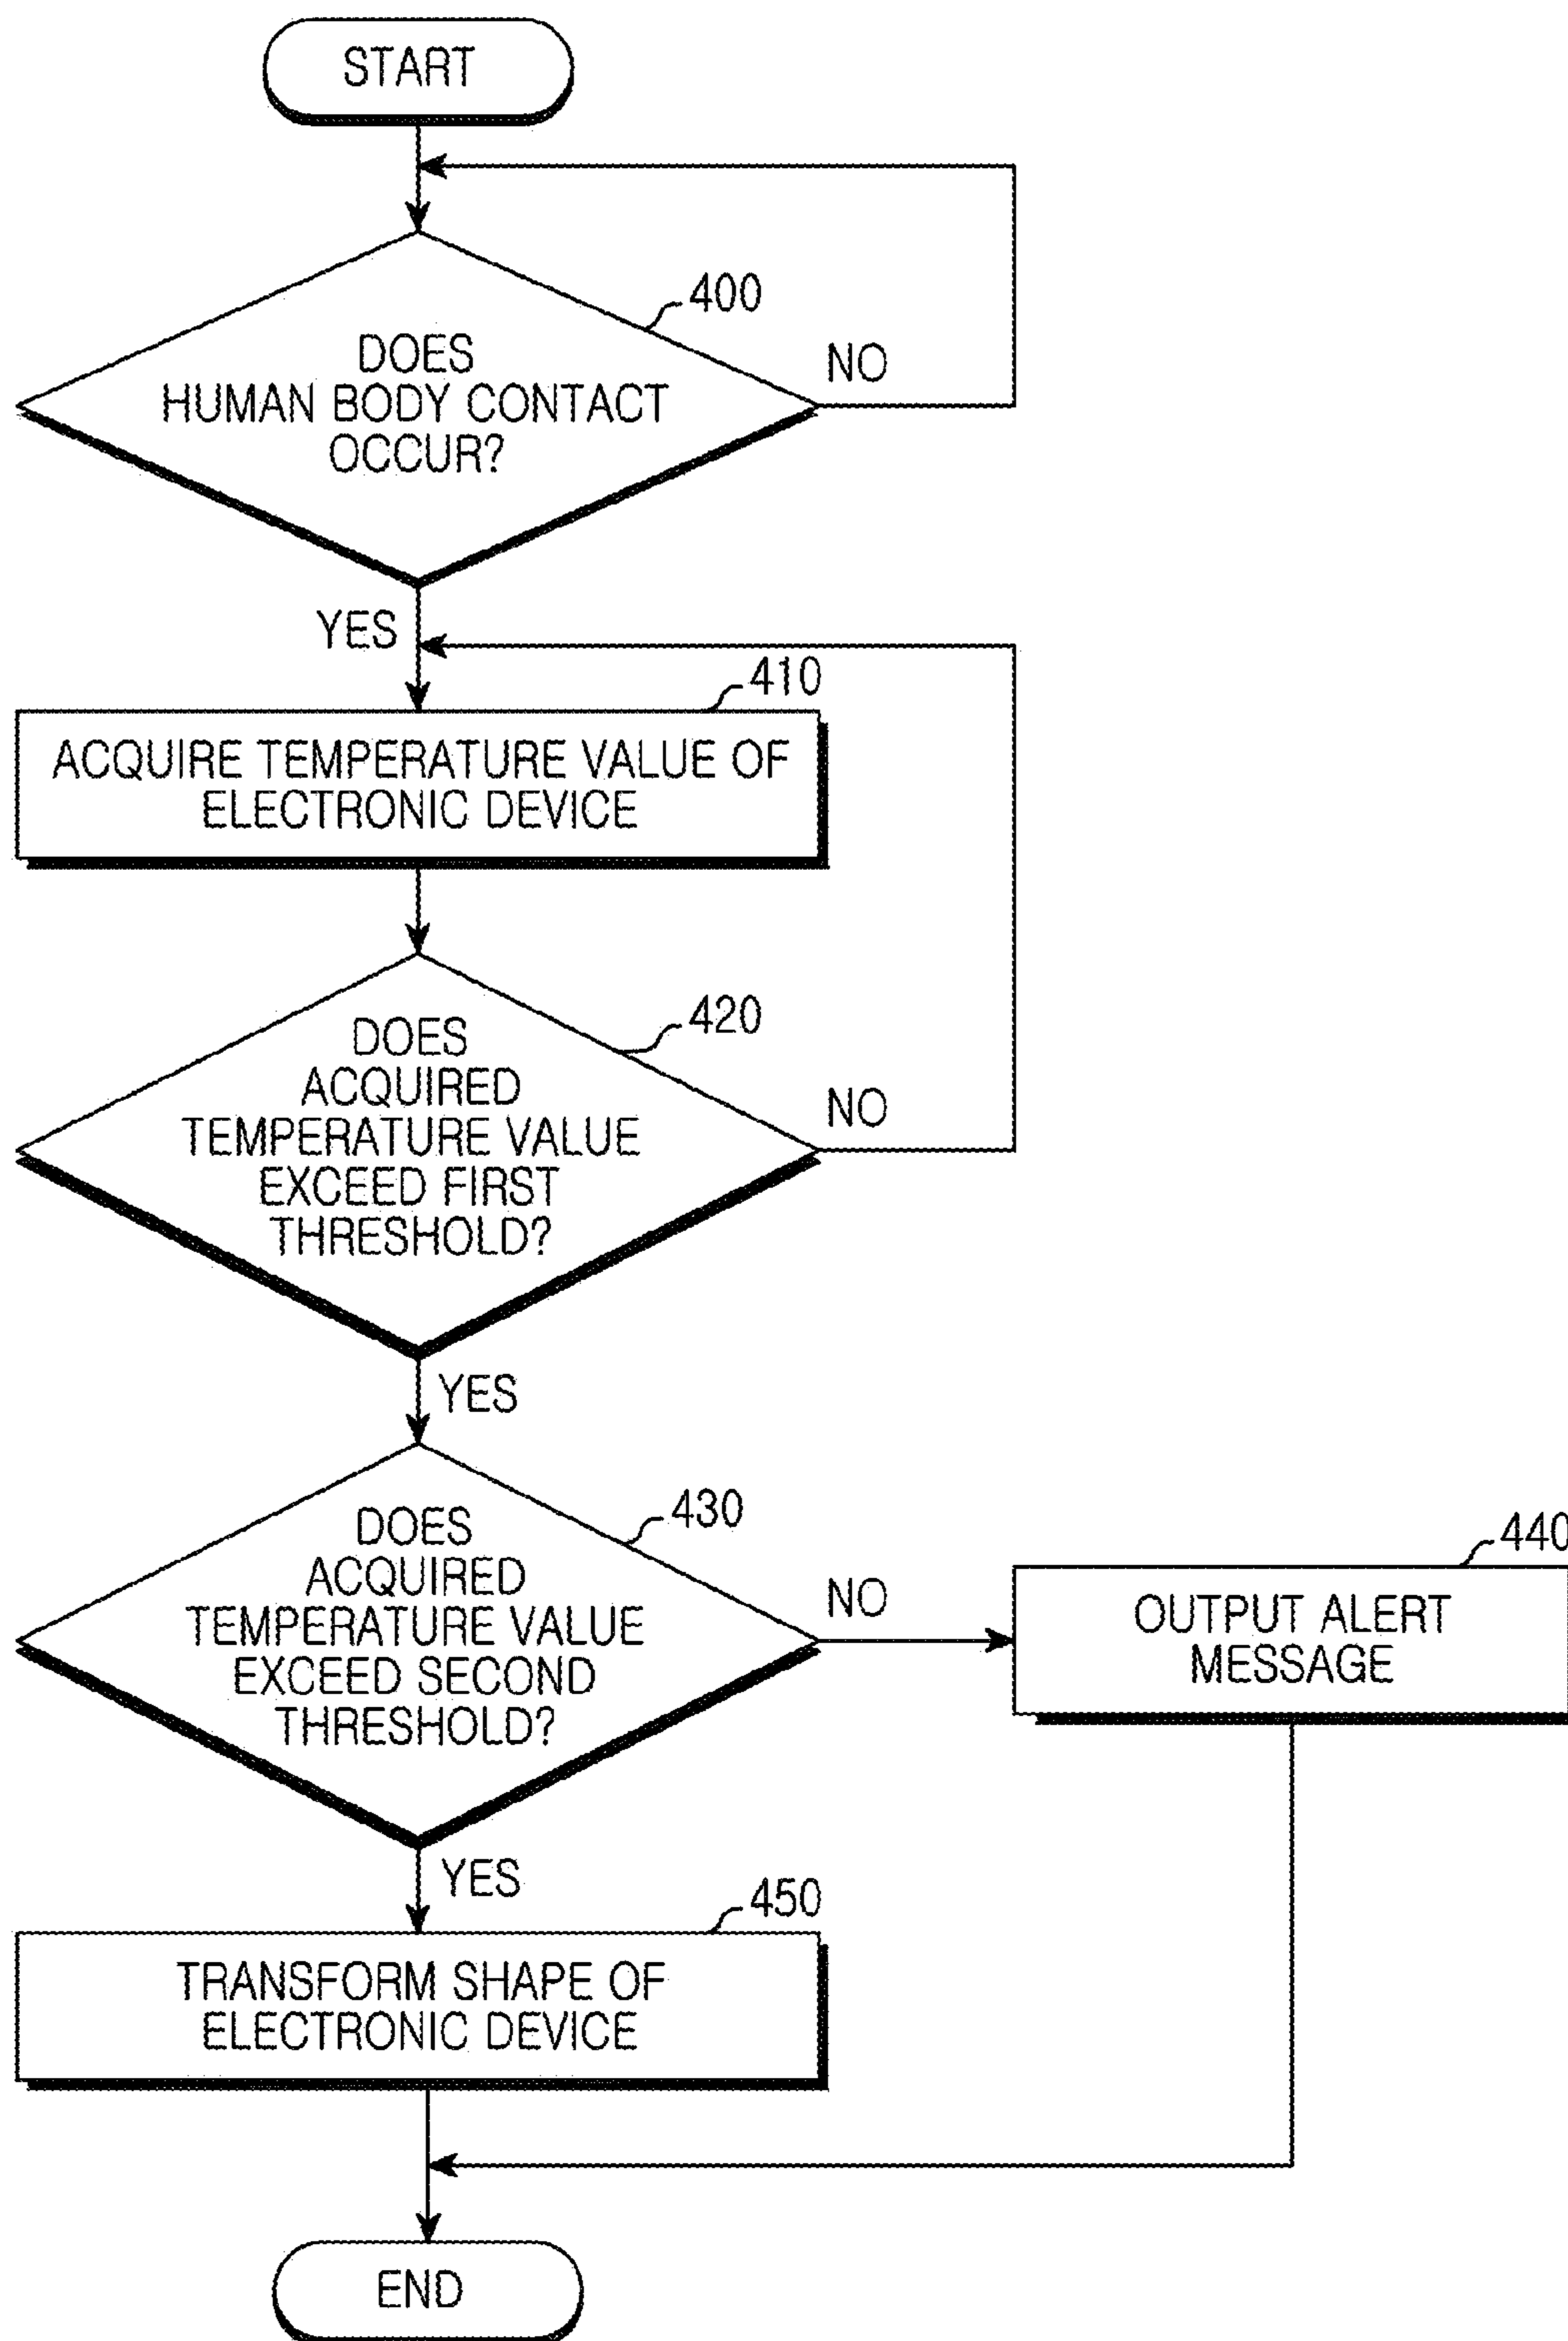 START
400
DOES
HUMAN BODY CONTACT
OCCUR?
NO
YES
410
ACQUIRE TEMPERATURE VALUE OF
ELECTRONIC DEVICE
420
DOES
ACQUIRED
TEMPERATURE VALUE
EXCEED FIRST
THRESHOLD?
NO
YES
430
DOES
ACQUIRED
TEMPERATURE VALUE
EXCEED SECOND
THRESHOLD?
NO
440
OUTPUT ALERT
MESSAGE
YES
450
TRANSFORM SHAPE OF
ELECTRONIC DEVICE
END